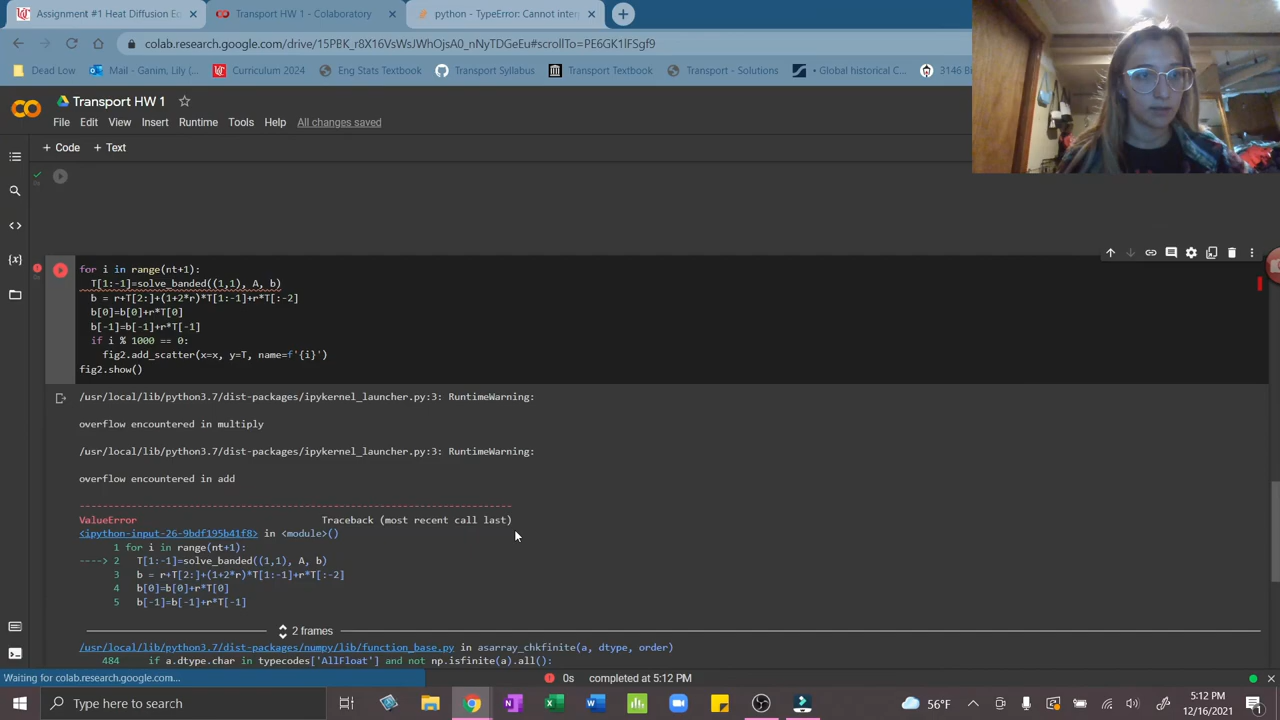 Assignment #1 Heat Diffusion Eq
Transport HW 1 - Colaboratory
python - TypeError: Cannot inter
colab.research.google.com/drive/15PBK_r8X16VsWsJWhOjsA0_nNyTDGeEu#scrollTo=PE6GK1lFSgf9
Dead Low
Mail - Ganim, Lily (
Curriculum 2024
Eng Stats Textbook
Transport Syllabus
Transport Textbook
Transport - Solutions
• Global historical C...
3146 B
Transport HW 1
File Edit View Insert Runtime Tools Help All changes saved
+ Code + Text
0s
for i in range(nt+1):
T[1:-1]=solve_banded((1,1), A, b)
b = r+T[2:]+(1+2*r)*T[1:-1]+r*T[:-2]
b[0]=b[0]+r*T[0]
b[-1]=b[-1]+r*T[-1]
if i % 1000 == 0:
fig2.add_scatter(x=x, y=T, name=f'{i}')
fig2.show()
/usr/local/lib/python3.7/dist-packages/ipykernel_launcher.py:3: RuntimeWarning:
overflow encountered in multiply
/usr/local/lib/python3.7/dist-packages/ipykernel_launcher.py:3: RuntimeWarning:
overflow encountered in add
---------------------------------------------------------------------------
ValueError Traceback (most recent call last)
<ipython-input-26-9bdf195b41f8> in <module>()
1 for i in range(nt+1):
----> 2 T[1:-1]=solve_banded((1,1), A, b)
3 b = r+T[2:]+(1+2*r)*T[1:-1]+r*T[:-2]
4 b[0]=b[0]+r*T[0]
5 b[-1]=b[-1]+r*T[-1]
2 frames
/usr/local/lib/python3.7/dist-packages/numpy/lib/function_base.py in asarray_chkfinite(a, dtype, order)
484 if a.dtype.char in typecodes['AllFloat'] and not np.isfinite(a).all():
Waiting for colab.research.google.com...
0s completed at 5:12 PM
Type here to search
56°F
5:12 PM
12/16/2021